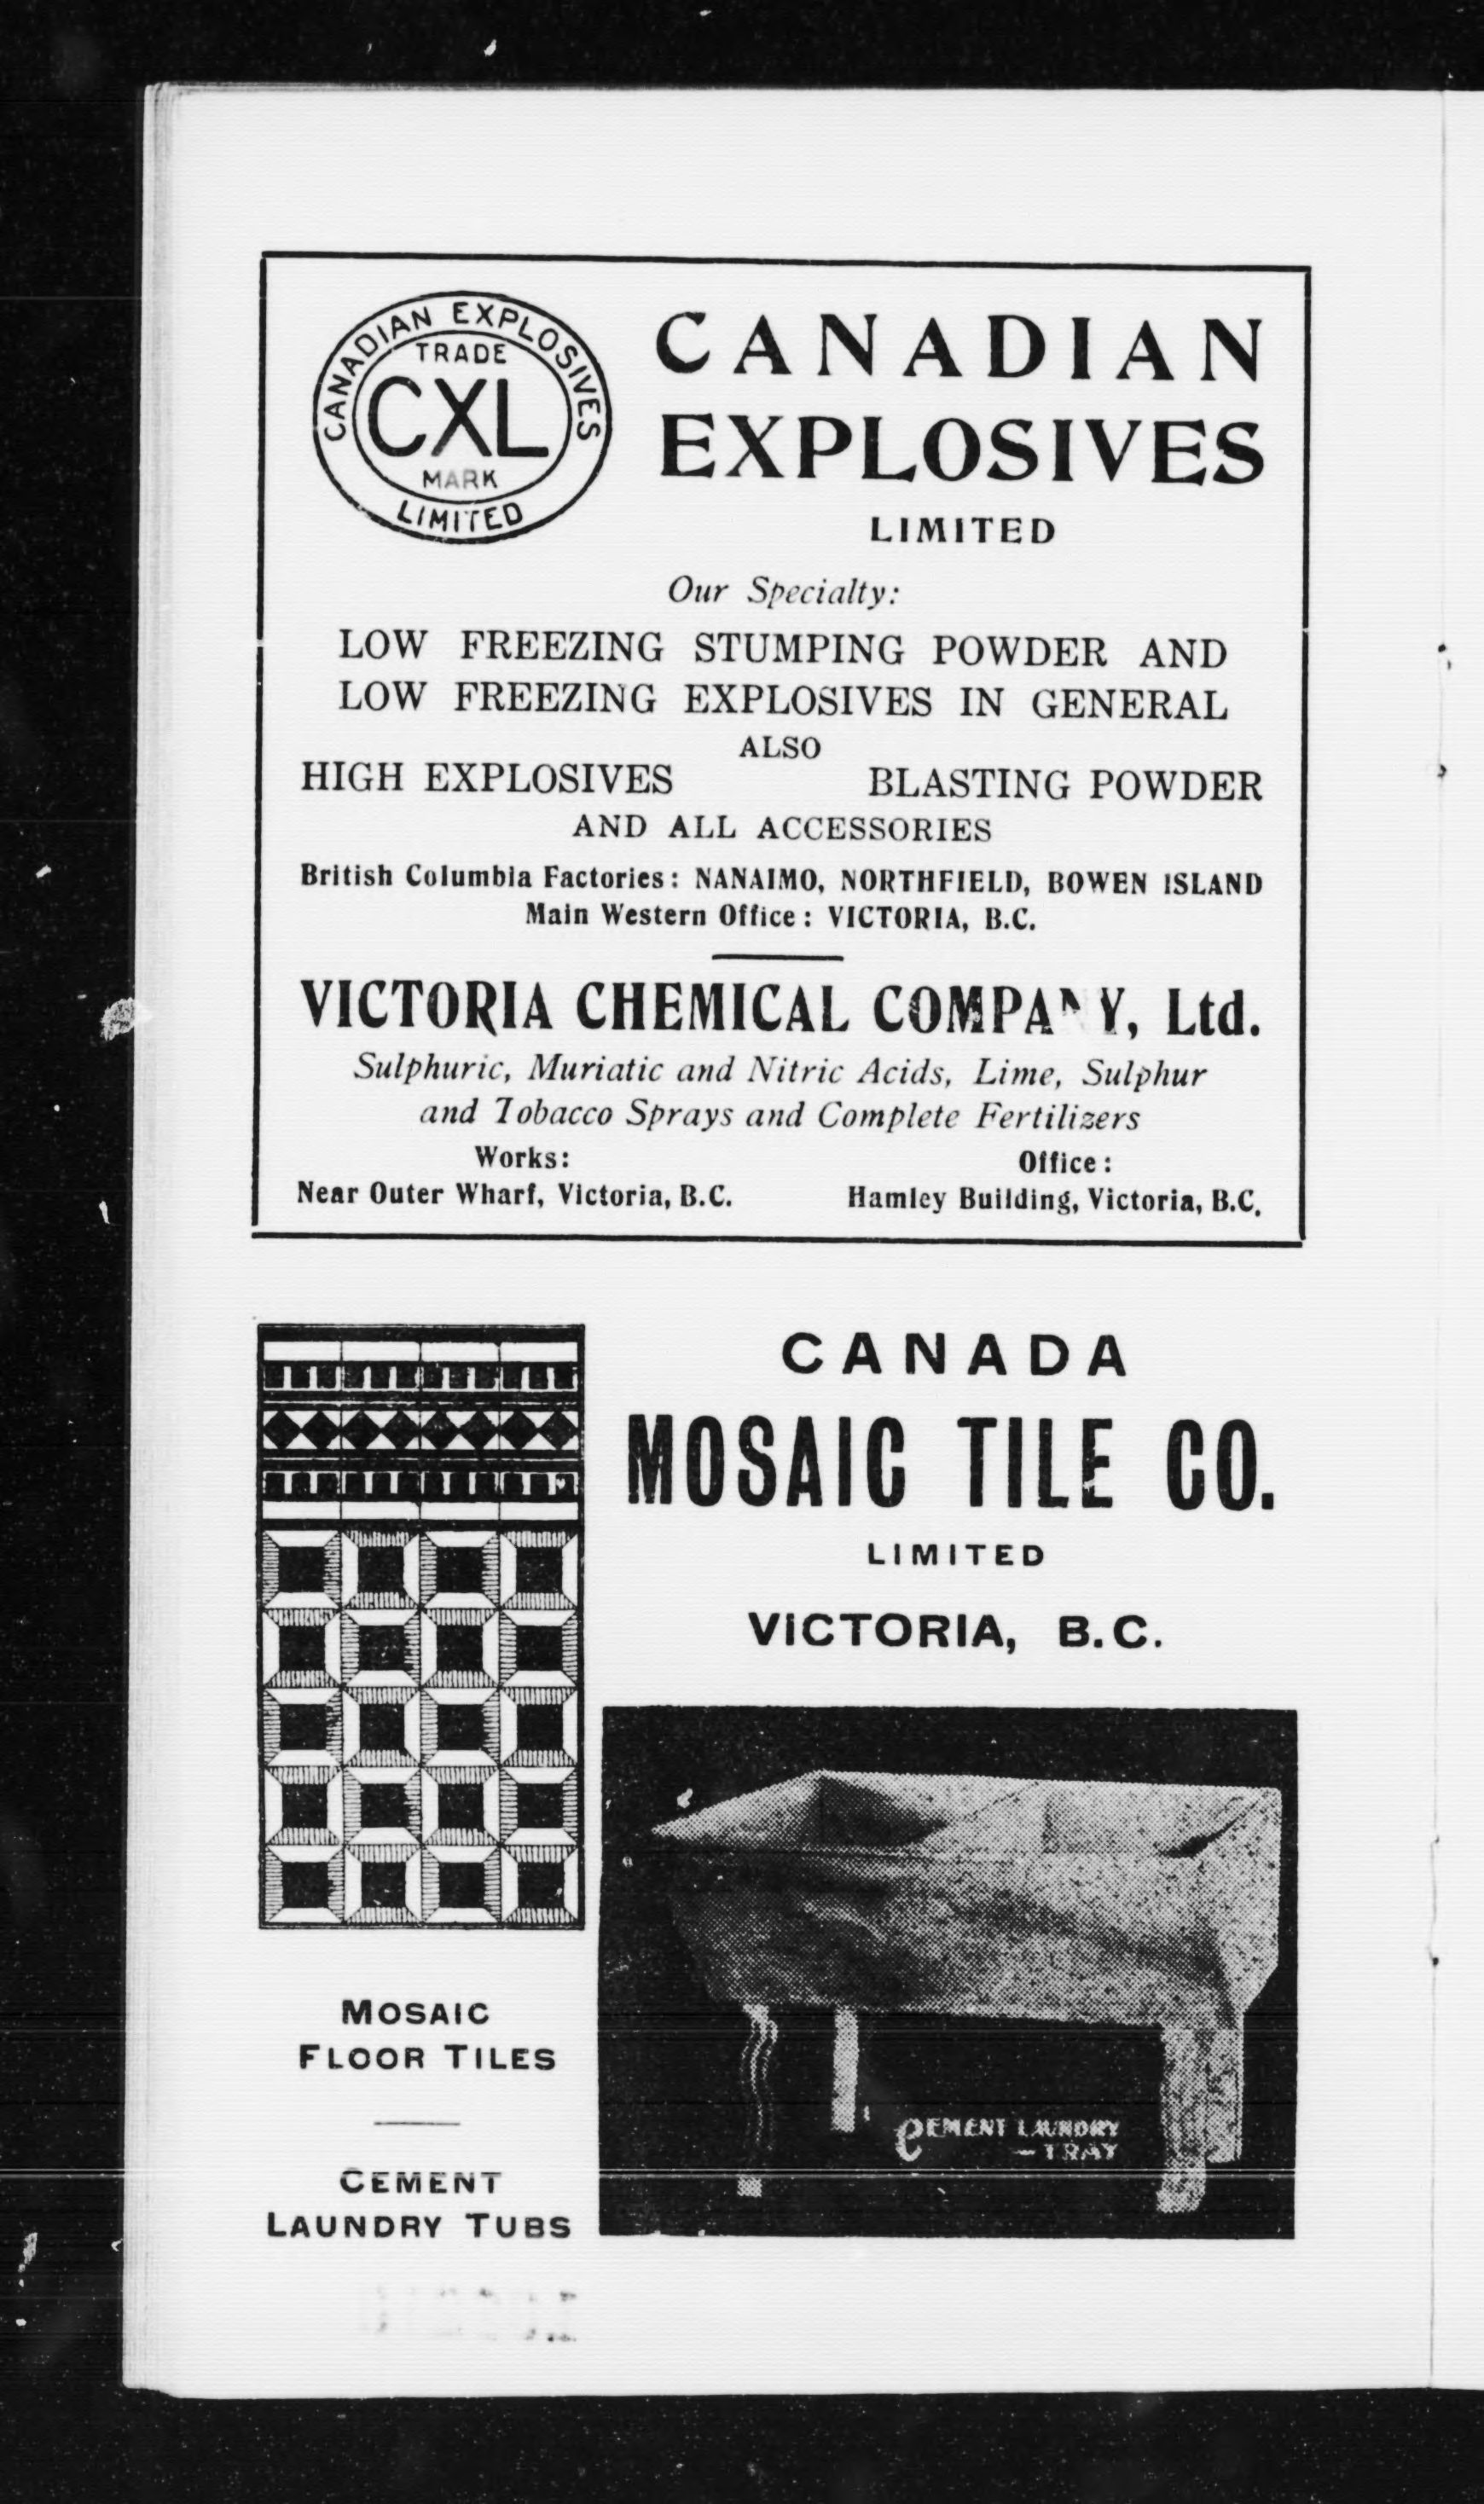 CANADIAN EXPLOSIVES
TRADE
CXL
MARK
LIMITED
CANADIAN
EXPLOSIVES
LIMITED
Our Specialty:
LOW FREEZING STUMPING POWDER AND
LOW FREEZING EXPLOSIVES IN GENERAL
ALSO
HIGH EXPLOSIVES BLASTING POWDER
AND ALL ACCESSORIES
British Columbia Factories: NANAIMO, NORTHFIELD, BOWEN ISLAND
Main Western Office: VICTORIA, B.C.
VICTORIA CHEMICAL COMPANY, Ltd.
Sulphuric, Muriatic and Nitric Acids, Lime, Sulphur
and Tobacco Sprays and Complete Fertilizers
Works:
Near Outer Wharf, Victoria, B.C.
Office:
Hamley Building, Victoria, B.C.
CANADA
MOSAIC TILE CO.
LIMITED
VICTORIA, B.C.
MOSAIC
FLOOR TILES
CEMENT
LAUNDRY TUBS
CEMENT LAUNDRY
— TRAY